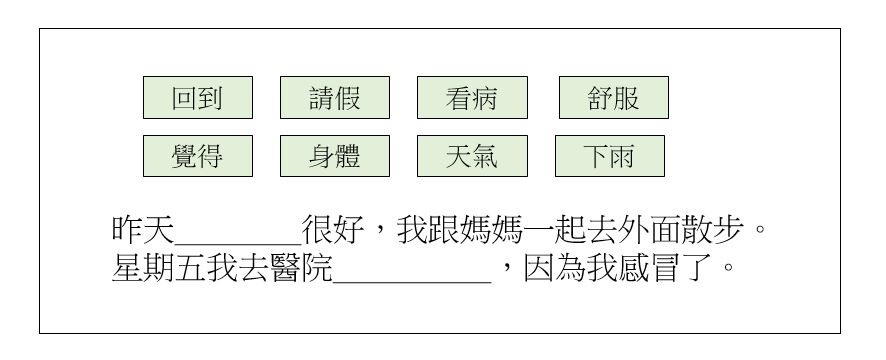 回到 請假 看病 舒服
覺得 身體 天氣 下雨
昨天________很好，我跟媽媽一起去外面散步。
星期五我去醫院__________，因為我感冒了。